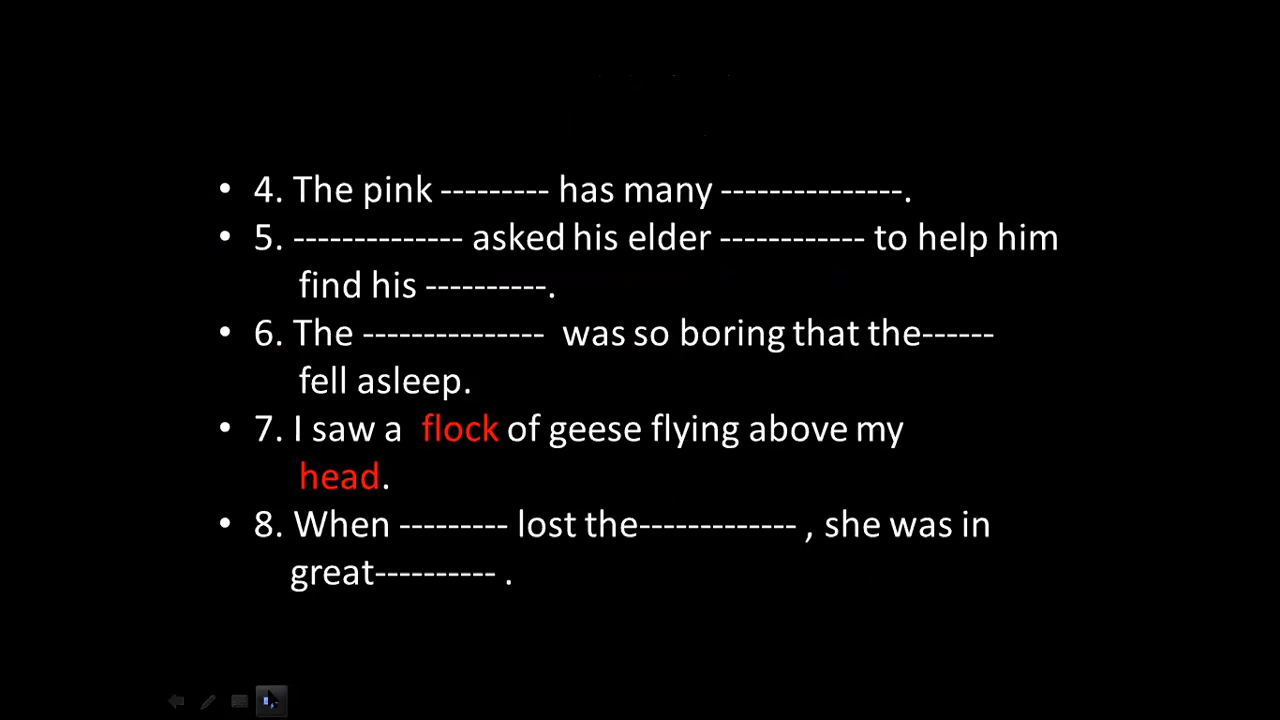 • 4. The pink --------- has many ---------------.
• 5. -------------- asked his elder ------------ to help him
find his ----------.
• 6. The --------------- was so boring that the------
fell asleep.
• 7. I saw a flock of geese flying above my
head.
• 8. When --------- lost the------------- , she was in
great---------- .